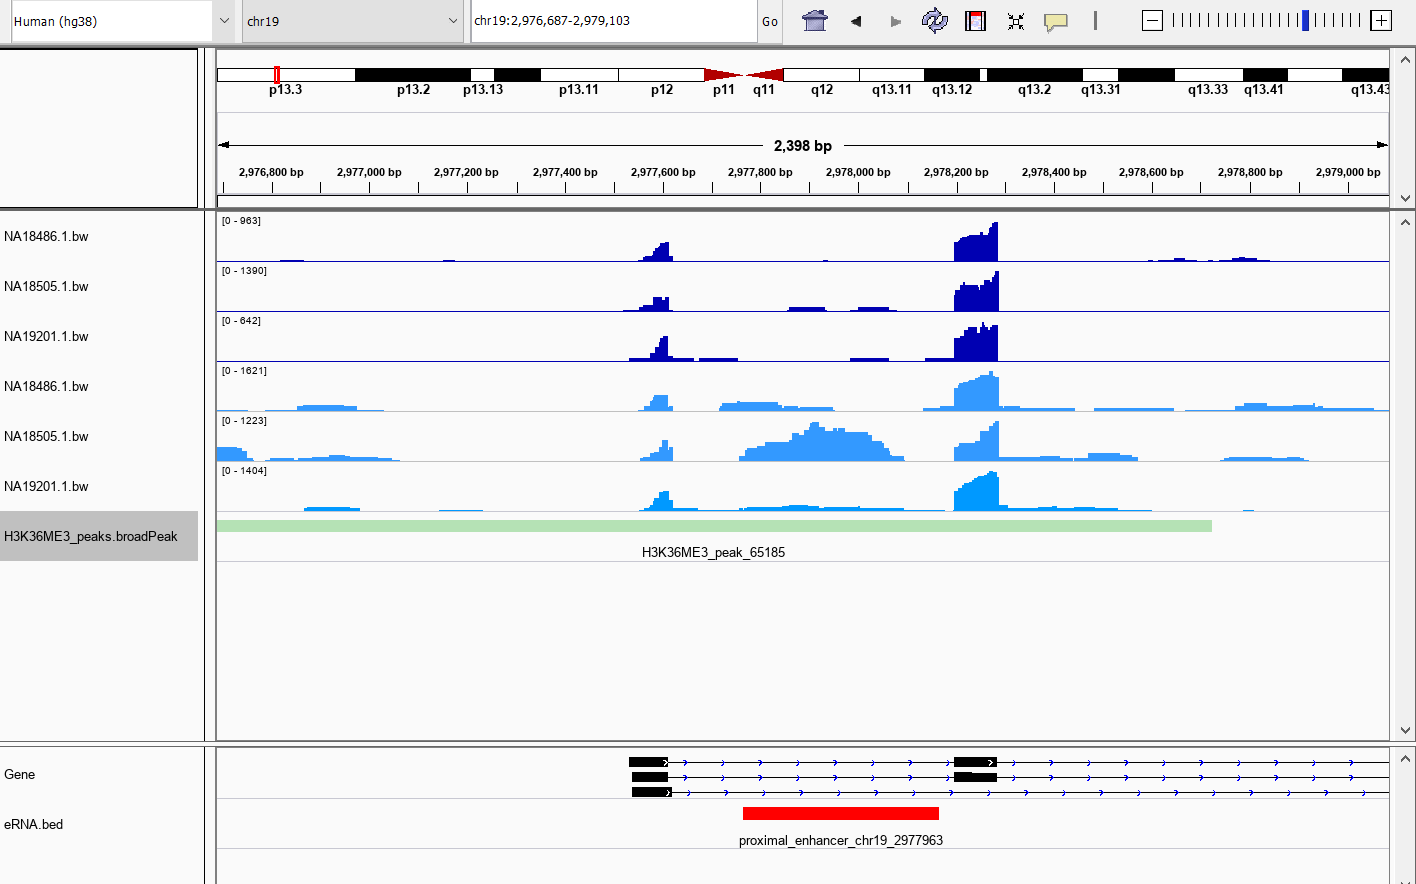 Human (hg38) chr19 chr19:2,976,687-2,979,103 Go
p13.3 p13.2 p13.13 p13.11 p12 p11 q11 q12 q13.11 q13.12 q13.2 q13.31 q13.33 q13.41 q13.43
2,398 bp
2,976,800 bp 2,977,000 bp 2,977,200 bp 2,977,400 bp 2,977,600 bp 2,977,800 bp 2,978,000 bp 2,978,200 bp 2,978,400 bp 2,978,600 bp 2,978,800 bp 2,979,000 bp
[0 - 963]
NA18486.1.bw
[0 - 1390]
NA18505.1.bw
[0 - 642]
NA19201.1.bw
[0 - 1621]
NA18486.1.bw
[0 - 1223]
NA18505.1.bw
[0 - 1404]
NA19201.1.bw
H3K36ME3_peaks.broadPeak
H3K36ME3_peak_65185
Gene
eRNA.bed
proximal_enhancer_chr19_2977963